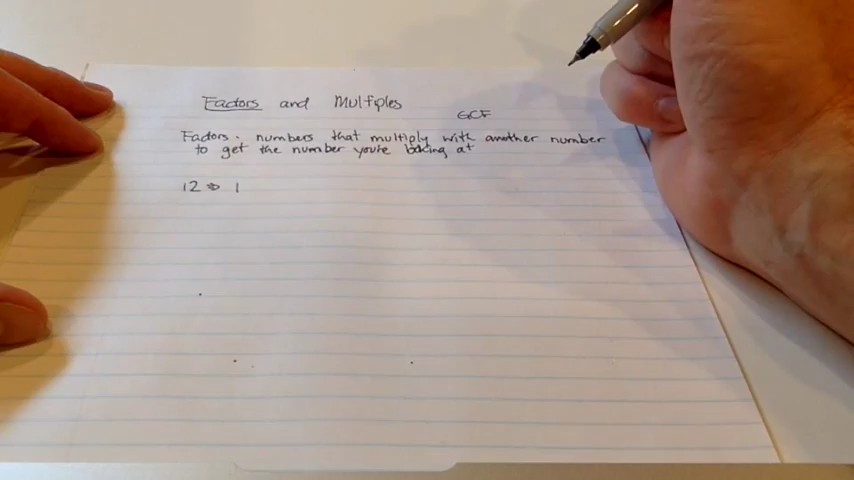 Factors and Multiples
GCF
Factors. numbers that multiply with another number
to get the number you're looking at
12 ⇒ 1